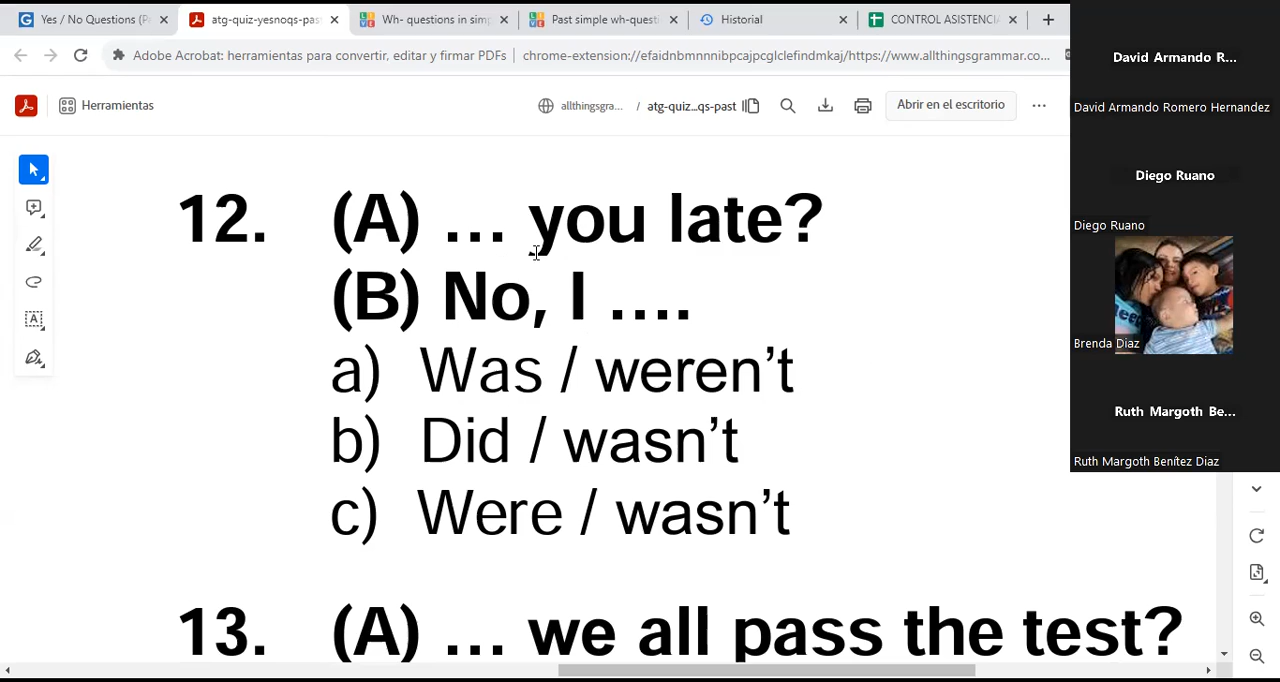 Yes / No Questions (P
atg-quiz-yesnoqs-pas
Wh- questions in sim
Past simple wh-quest
Historial
CONTROL ASISTENCI
Adobe Acrobat: herramientas para convertir, editar y firmar PDFs
chrome-extension://efaidnbmnnnibpcajpcglclefindmkaj/https://www.allthingsgrammar.co...
Herramientas
allthingsgra... / atg-quiz...qs-past
Abrir en el escritorio
12. (A) … you late?
(B) No, I ….
a) Was / weren’t
b) Did / wasn’t
c) Were / wasn’t
13. (A) … we all pass the test?
David Armando R...
David Armando Romero Hernandez
Diego Ruano
Diego Ruano
Brenda Diaz
Ruth Margoth Be...
Ruth Margoth Benítez Diaz